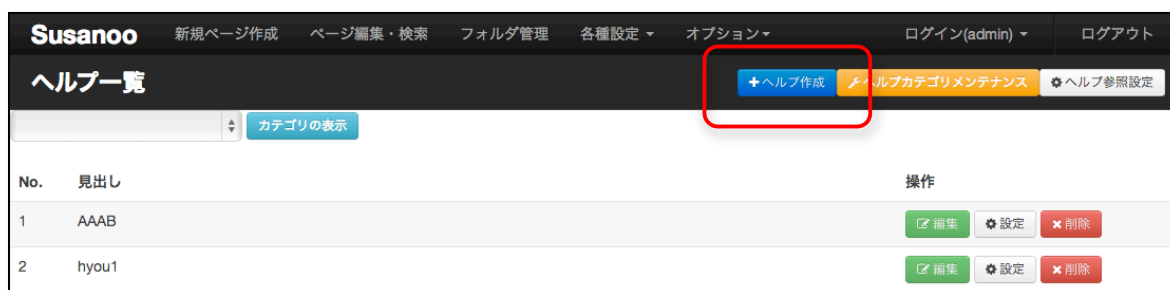 Susanoo 新規ページ作成 ページ編集・検索 フォルダ管理 各種設定 オプション ログイン(admin) ログアウト
ヘルプ一覧 ヘルプ作成 ヘルプカテゴリメンテナンス ヘルプ参照設定
カテゴリの表示
No. 見出し 操作
1 AAAB 編集 設定 削除
2 hyou1 編集 設定 削除